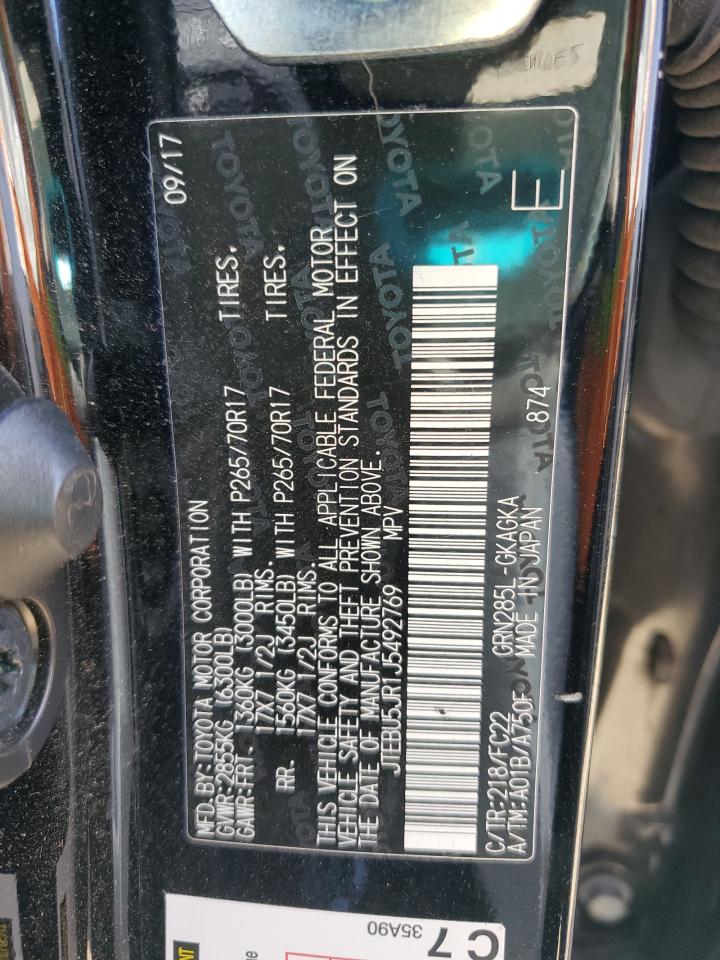 MFD.BY:TOYOTA MOTOR CORPORATION 09/17
GVWR:2855KG (6300LB)
GAWR:FRT. 1360KG (3000LB) WITH P265/70R17 TIRES.
17X7 1/2J RIMS.
RR. 1560KG (3450LB) WITH P265/70R17 TIRES.
17X7 1/2J RIMS.
THIS VEHICLE CONFORMS TO ALL APPLICABLE FEDERAL MOTOR
VEHICLE SAFETY AND THEFT PREVENTION STANDARDS IN EFFECT ON
THE DATE OF MANUFACTURE SHOWN ABOVE.
JTEBU5JR1J5492769 MPV
C/TR:218/FC22 GRN285L-GKAGKA 874 E
A/TM:A01B/A750F MADE IN JAPAN
C 7
35A90